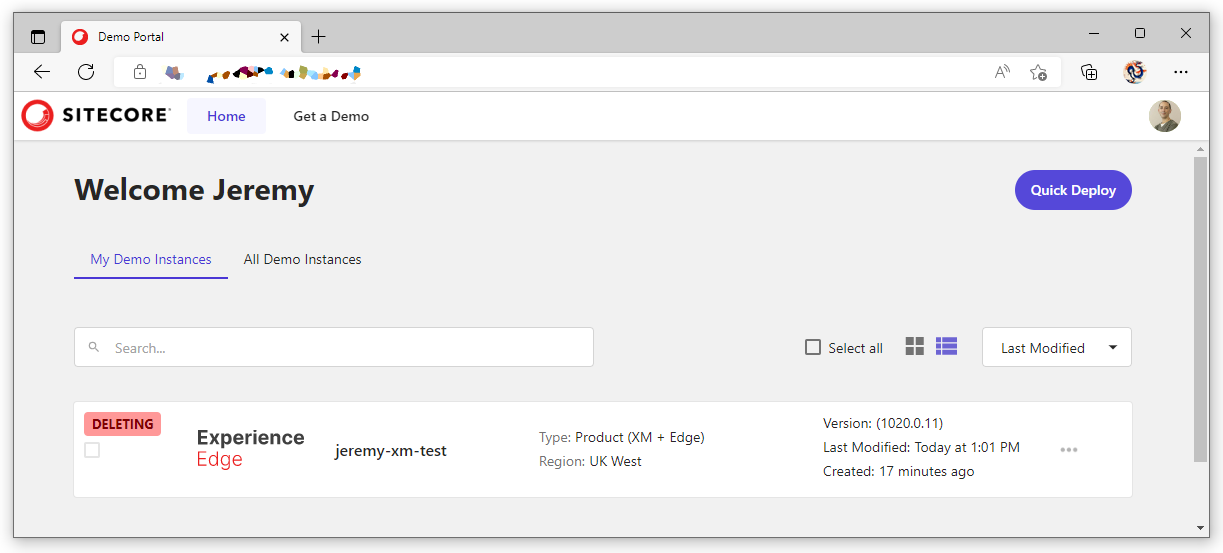 Demo Portal
SITECORE
Home
Get a Demo
Welcome Jeremy
Quick Deploy
My Demo Instances
All Demo Instances
Search...
Select all
Last Modified
DELETING
Experience
Edge
jeremy-xm-test
Type: Product (XM + Edge)
Region: UK West
Version: (1020.0.11)
Last Modified: Today at 1:01 PM
Created: 17 minutes ago